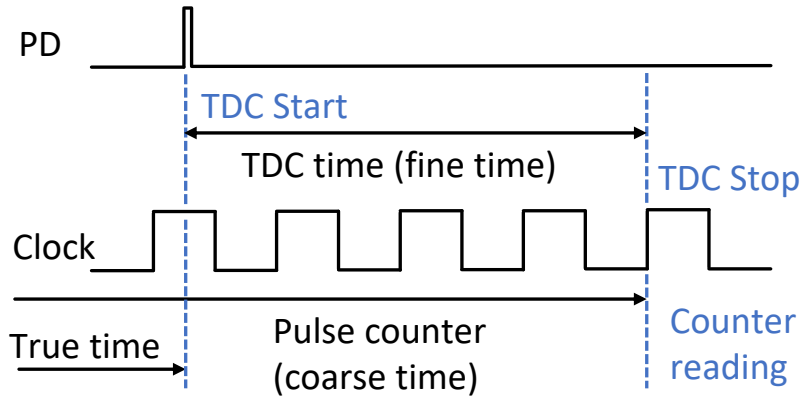 PD
TDC Start
TDC time (fine time)
TDC Stop
Clock
Pulse counter
(coarse time)
True time
Counter
reading